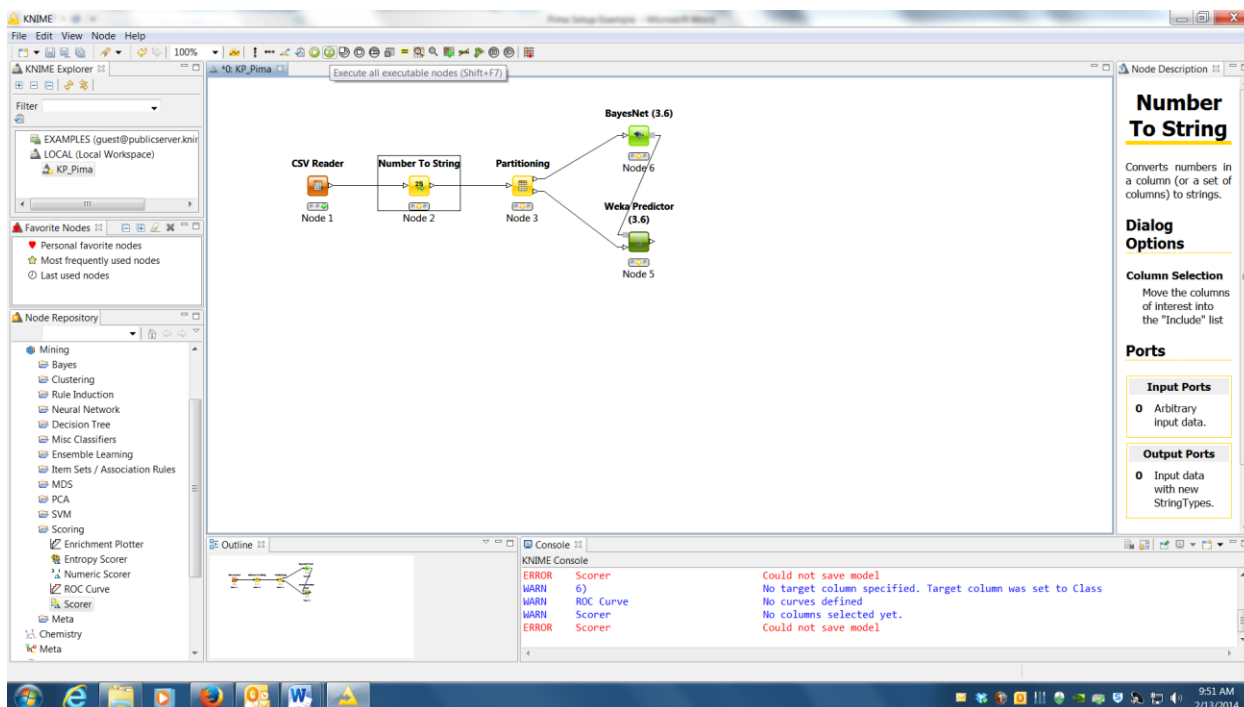 KNIME
Pima Setup Example - Microsoft Word
File Edit View Node Help
100%
KNIME Explorer
*0: KP_Pima
Execute all executable nodes (Shift+F7)
Node Description
Filter
EXAMPLES (guest@publicserver.knir
LOCAL (Local Workspace)
KP_Pima
Favorite Nodes
Personal favorite nodes
Most frequently used nodes
Last used nodes
Node Repository
Mining
Bayes
Clustering
Rule Induction
Neural Network
Decision Tree
Misc Classifiers
Ensemble Learning
Item Sets / Association Rules
MDS
PCA
SVM
Scoring
Enrichment Plotter
Entropy Scorer
Numeric Scorer
ROC Curve
Scorer
Meta
Chemistry
Meta
CSV Reader
Node 1
Number To String
Node 2
Partitioning
Node 3
BayesNet (3.6)
Node 6
Weka Predictor
(3.6)
Node 5
Number
To String
Converts numbers in
a column (or a set of
columns) to strings.
Dialog
Options
Column Selection
Move the columns
of interest into
the "Include" list
Ports
Input Ports
0 Arbitrary
input data.
Output Ports
0 Input data
with new
StringTypes.
Outline
Console
KNIME Console
ERROR Scorer Could not save model
WARN 6) No target column specified. Target column was set to Class
WARN ROC Curve No curves defined
WARN Scorer No columns selected yet.
ERROR Scorer Could not save model
9:51 AM
2/13/2014